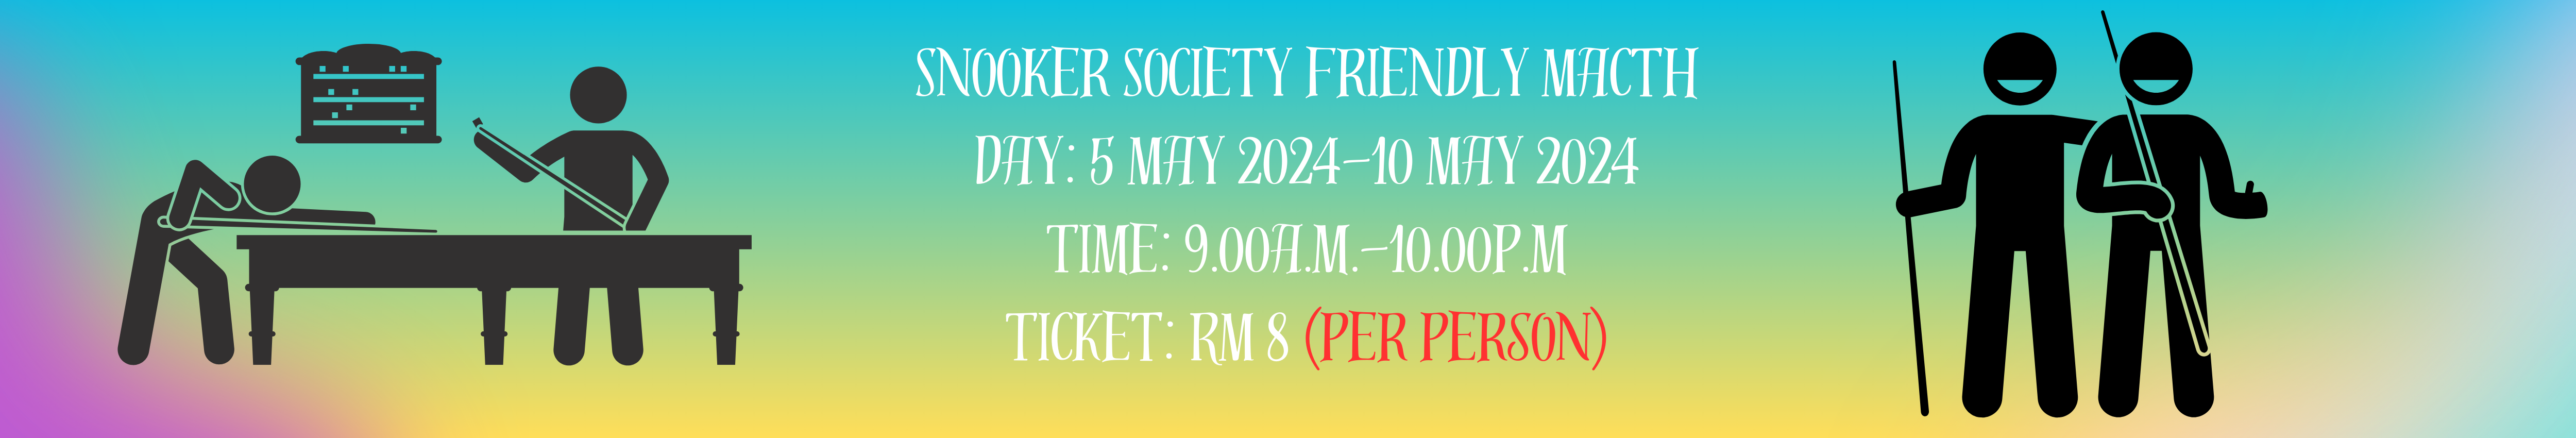 SNOOKER SOCIETY FRIENDLY MACTH
DAY: 5 MAY 2024-10 MAY 2024
TIME: 9.00A.M.-10.00P.M
TICKET: RM 8 (PER PERSON)